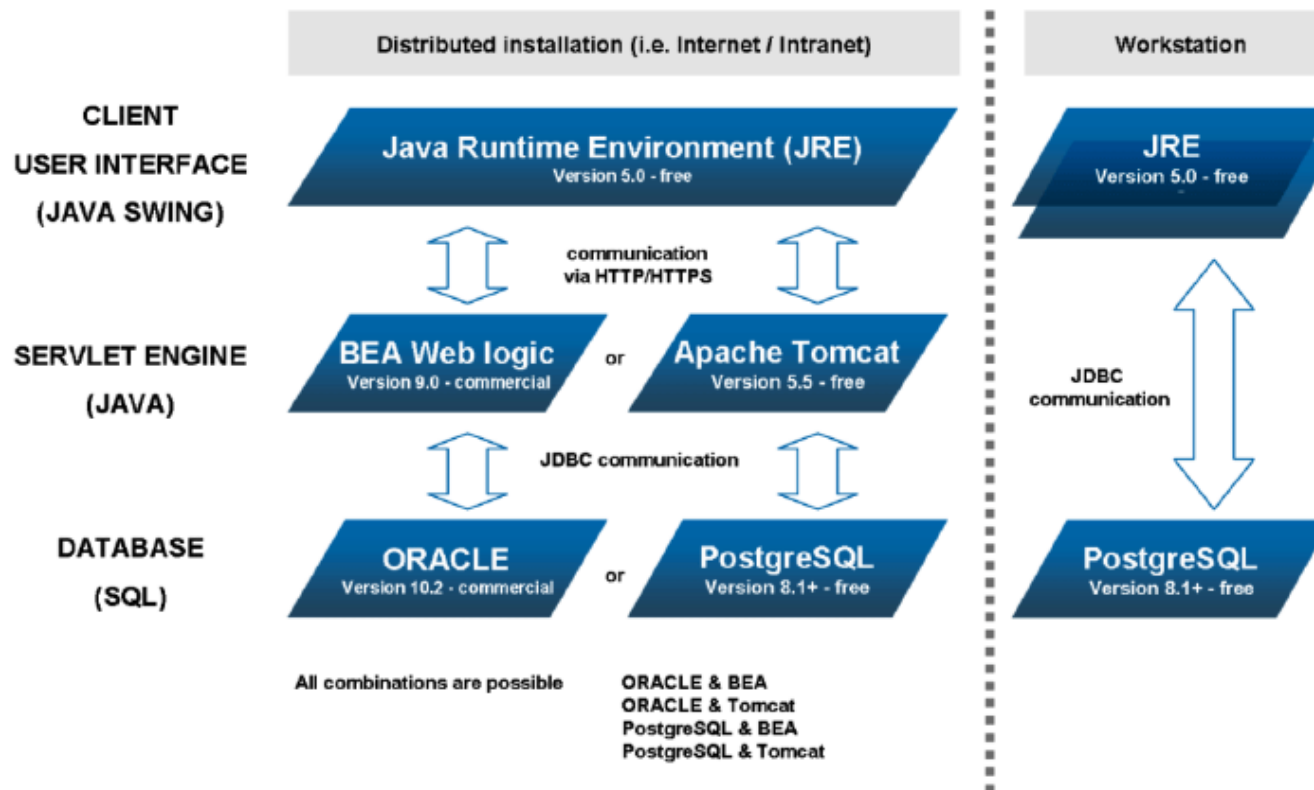 Distributed installation (i.e. Internet / Intranet)
Workstation
CLIENT
USER INTERFACE
(JAVA SWING)
Java Runtime Environment (JRE)
Version 5.0 - free
JRE
Version 5.0 - free
communication
via HTTP/HTTPS
SERVLET ENGINE
(JAVA)
BEA Web logic
Version 9.0 - commercial
or
Apache Tomcat
Version 5.5 - free
JDBC
communication
JDBC communication
DATABASE
(SQL)
ORACLE
Version 10.2 - commercial
or
PostgreSQL
Version 8.1+ - free
PostgreSQL
Version 8.1+ - free
All combinations are possible
ORACLE & BEA
ORACLE & Tomcat
PostgreSQL & BEA
PostgreSQL & Tomcat